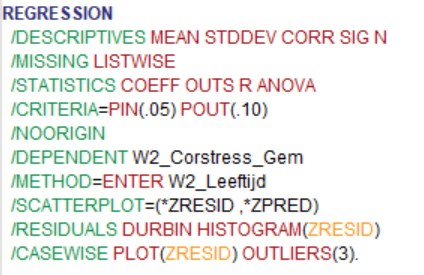 REGRESSION
/DESCRIPTIVES MEAN STDDEV CORR SIG N
/MISSING LISTWISE
/STATISTICS COEFF OUTS R ANOVA
/CRITERIA=PIN(.05) POUT(.10)
/NOORIGIN
/DEPENDENT W2_Corstress_Gem
/METHOD=ENTER W2_Leeftijd
/SCATTERPLOT=(*ZRESID ,*ZPRED)
/RESIDUALS DURBIN HISTOGRAM(ZRESID)
/CASEWISE PLOT(ZRESID) OUTLIERS(3).